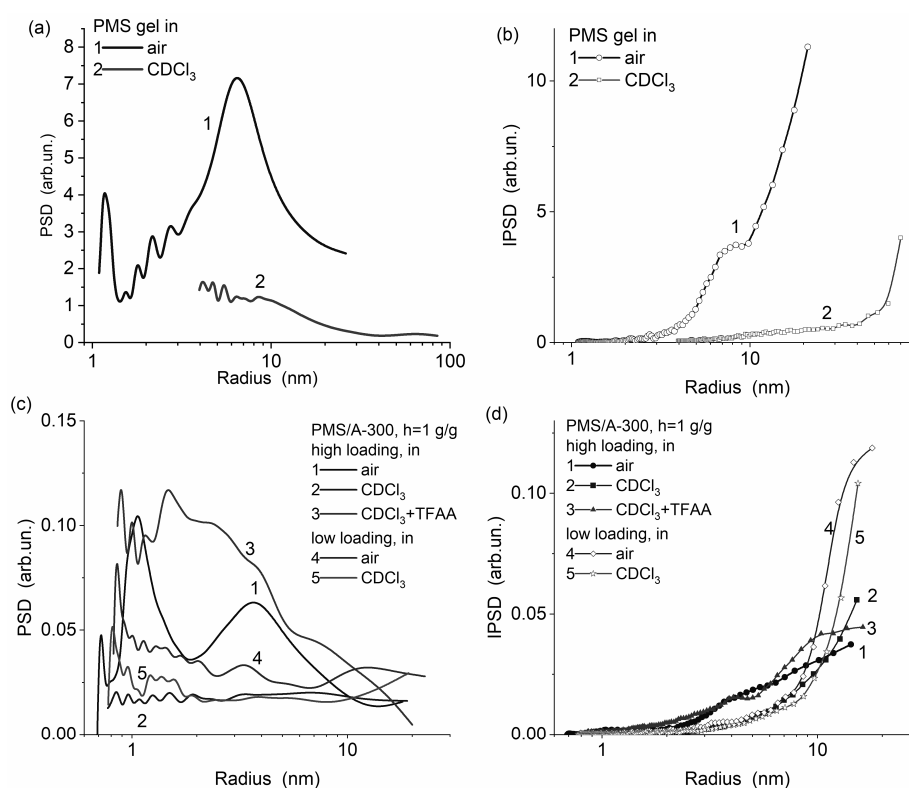 (a)
PMS gel in
1 air
2 CDCl₃
8
7
6
5
4
3
2
1
0
PSD (arb.un.)
1
2
1 10 100
Radius (nm)
(b)
PMS gel in
1 air
2 CDCl₃
10
5
0
IPSD (arb.un.)
1
2
1 10
Radius (nm)
(c)
PMS/A-300, h=1 g/g
high loading, in
1 air
2 CDCl₃
3 CDCl₃+TFAA
low loading, in
4 air
5 CDCl₃
0.15
0.10
0.05
0.00
PSD (arb.un.)
3
1
4
5
2
1 10
Radius (nm)
(d)
PMS/A-300, h=1 g/g
high loading, in
1 air
2 CDCl₃
3 CDCl₃+TFAA
low loading, in
4 air
5 CDCl₃
0.10
0.05
0.00
IPSD (arb.un.)
4
5
2
3
1
1 10
Radius (nm)